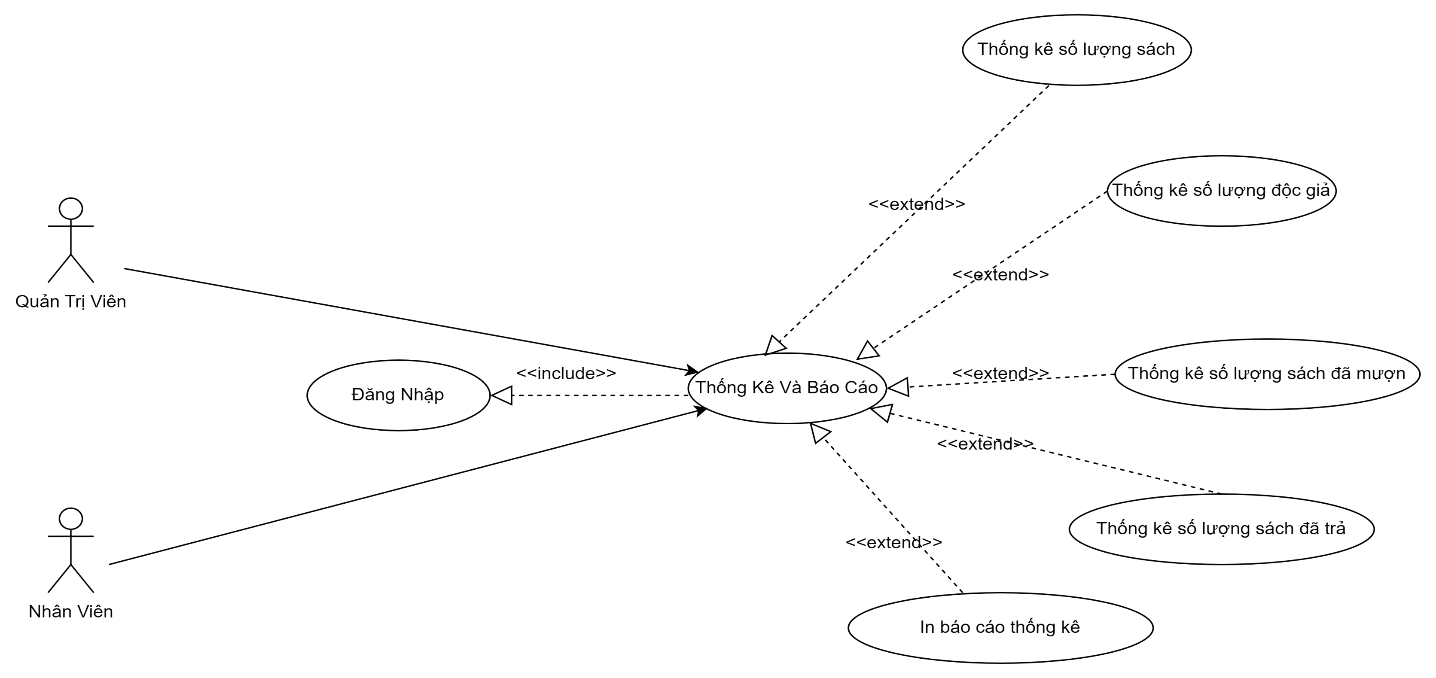 Thống kê số lượng sách
Thống kê số lượng độc giả
<<extend>>
<<extend>>
Quản Trị Viên
<<include>>
<<extend>>
Thống kê số lượng sách đã mượn
Đăng Nhập
Thống Kê Và Báo Cáo
<<extend>>
Thống kê số lượng sách đã trả
<<extend>>
Nhân Viên
In báo cáo thống kê